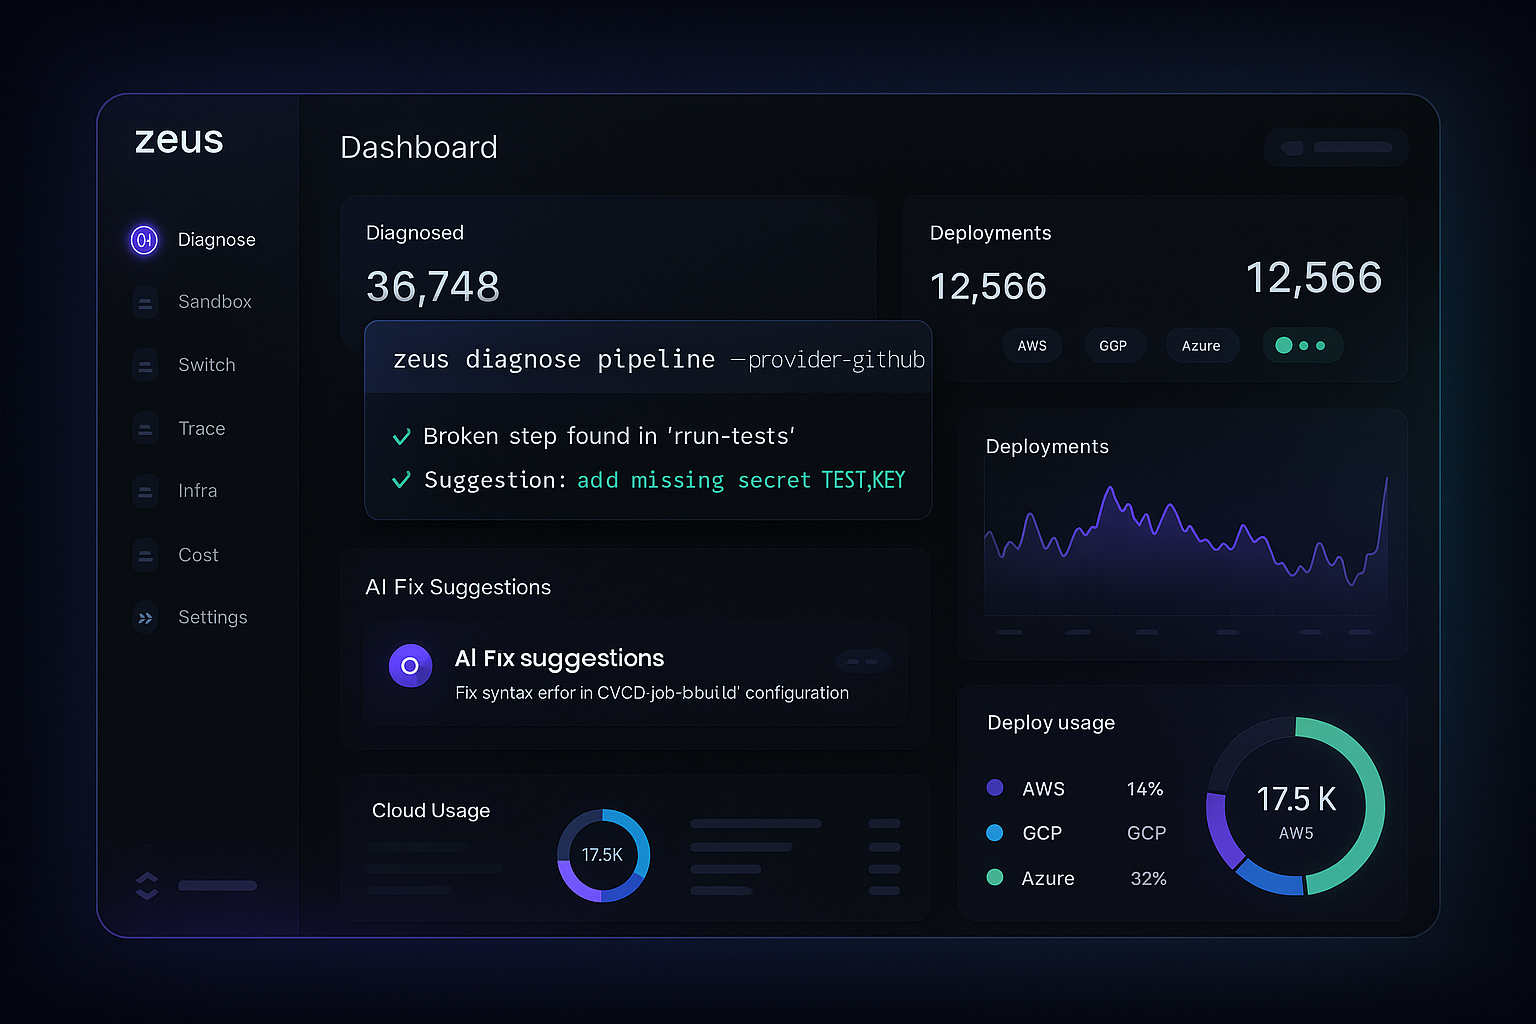 zeus
Diagnose
Sandbox
Switch
Trace
Infra
Cost
Settings
Dashboard
Diagnosed
36,748
zeus diagnose pipeline —provider-github
✓ Broken step found in 'rrun-tests'
✓ Suggestion: add missing secret TEST,KEY
AI Fix Suggestions
Al Fix suggestions
Fix syntax erfor in CVCD-job-bbuild' configuration
Cloud Usage
17.5K
Deployments
12,566
12,566
AWS GGP Azure
Deployments
Deploy usage
AWS 14%
GCP GCP
Azure 32%
17.5 K
AW5